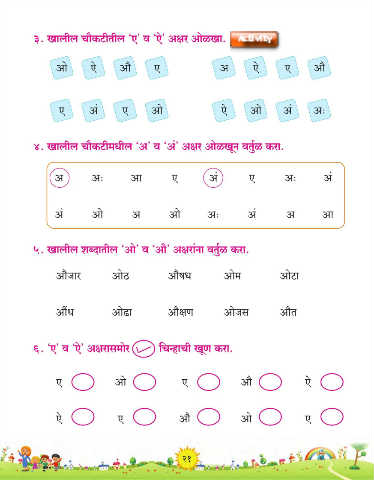 ३. खालील चौकटीतील 'ए' व 'ऐ' अक्षर ओळखा. Activity
ओ ऐ औ ए अ ऐ ए औ
ए अं ए ओ ऐ ओ अं अः
४. खालील चौकटीमधील 'अ' व 'अं' अक्षर ओळखून वर्तुळ करा.
अ अः आ ए अं ए अः अं
अं ओ अ ओ अः अं अ आ
५. खालील शब्दातील 'ओ' व 'औ' अक्षरांना वर्तुळ करा.
औजार ओठ औषध ओम ओटा
औंध ओढा औक्षण ओजस औत
६. 'ए' व 'ऐ' अक्षरासमोर ✓ चिन्हाची खूण करा.
ए ओ ए औ ऐ
ऐ ए औ ओ ए
२१